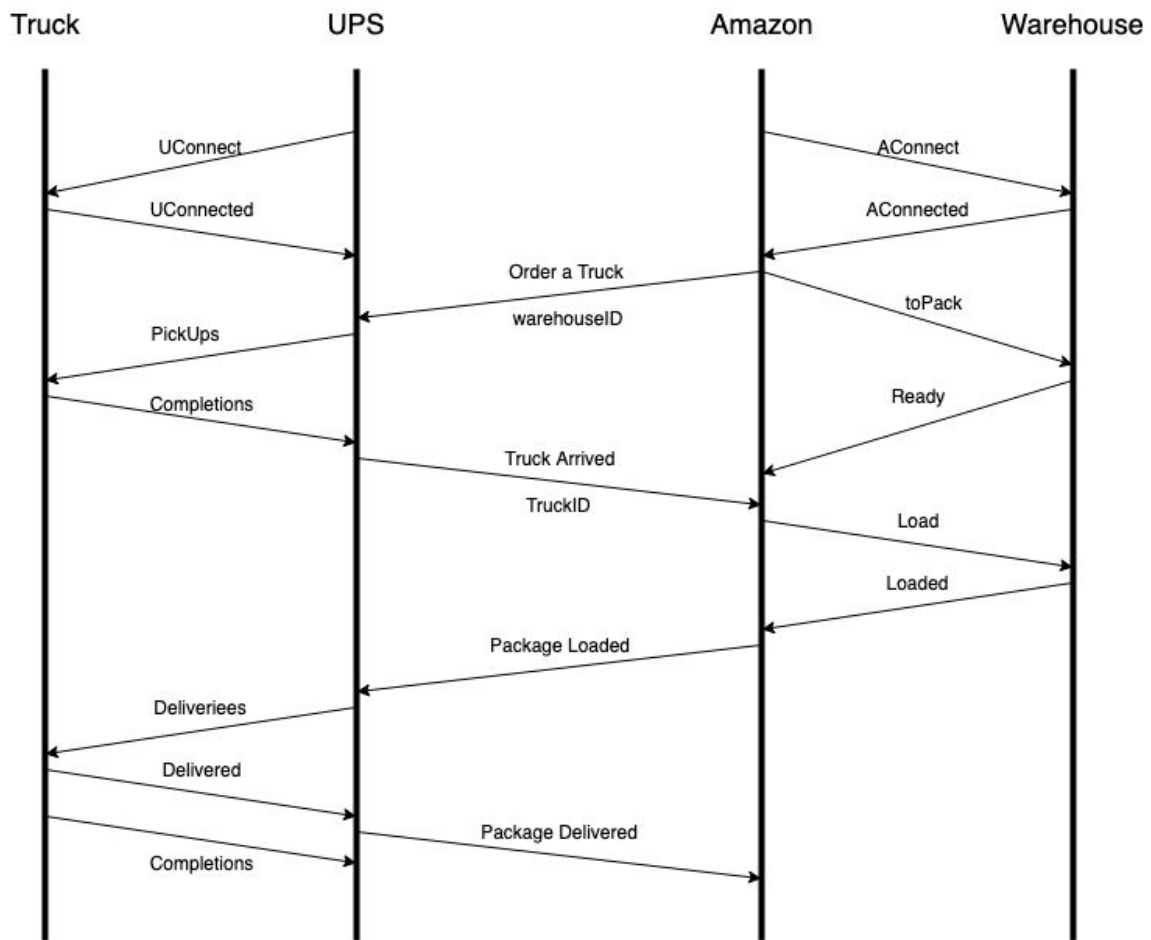 Truck
UPS
Amazon
Warehouse
UConnect
AConnect
UConnected
AConnected
Order a Truck
warehouseID
toPack
PickUps
Ready
Completions
Truck Arrived
TruckID
Load
Loaded
Package Loaded
Deliveriees
Delivered
Package Delivered
Completions